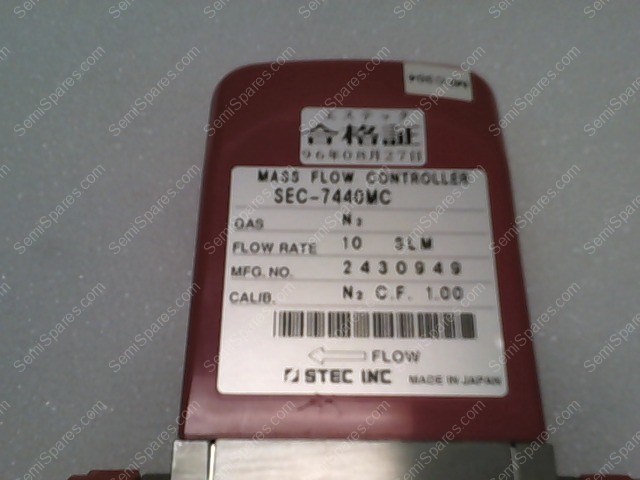 エステック
合格証
96年08月27日
MASS FLOW CONTROLLER
SEC-7440MC
GAS N₂
FLOW RATE 10 SLM
MFG. NO. 2430949
CALIB. N₂ C.F. 1.00
FLOW
STEC INC MADE IN JAPAN
SemiSpares.com